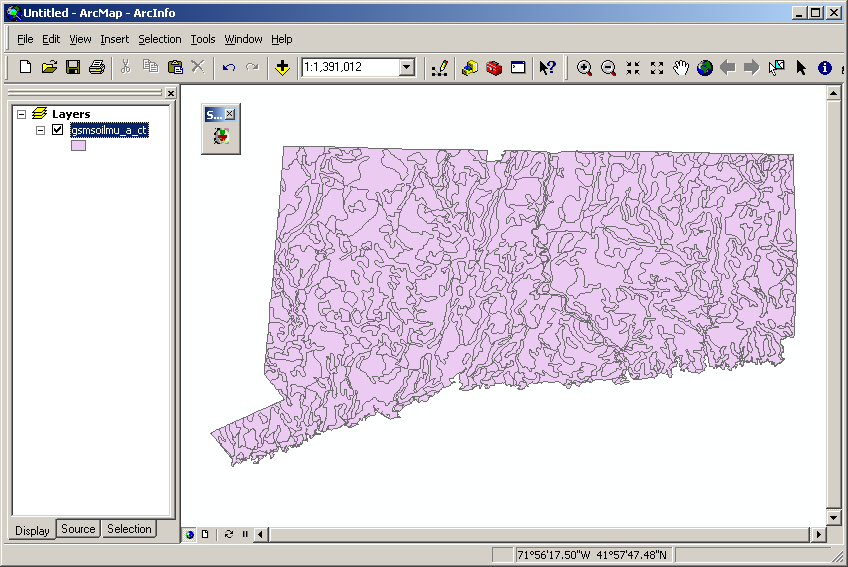 Untitled - ArcMap - ArcInfo
File Edit View Insert Selection Tools Window Help
1:1,391,012
S...
Layers
gsmsoilmu_a_ct
Display Source Selection
71°56'17.50"W 41°57'47.48"N